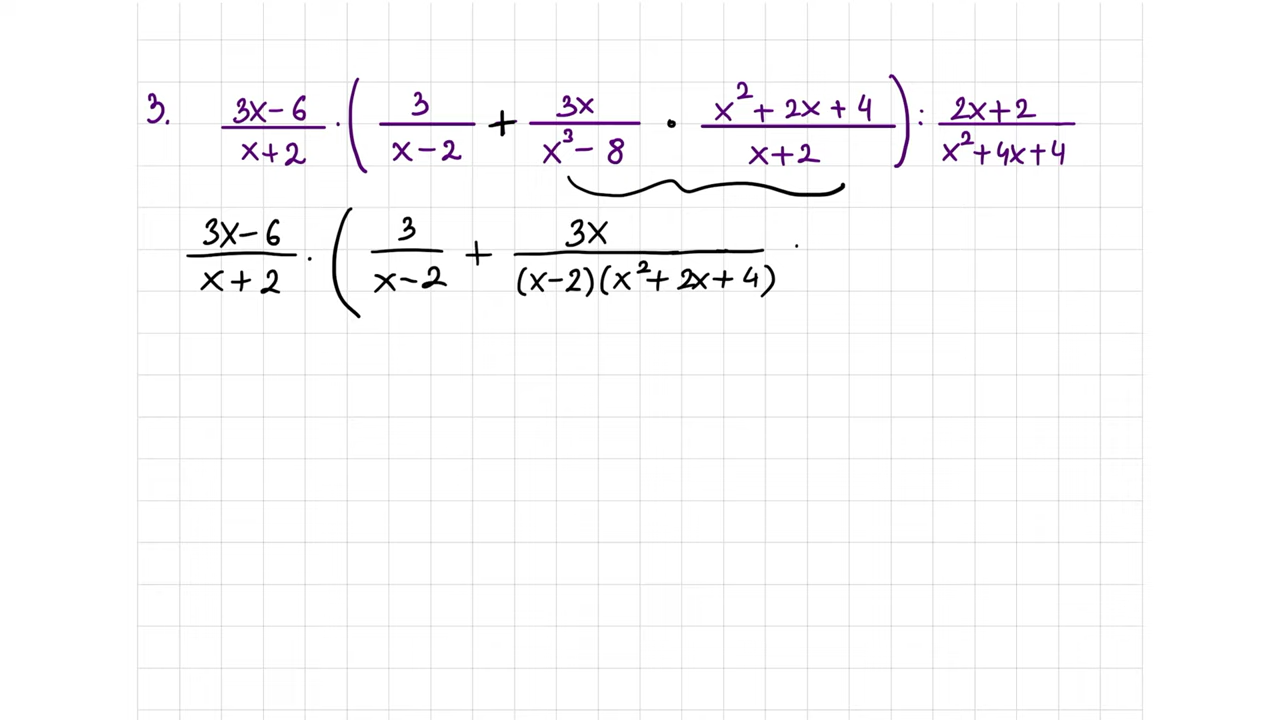 3. (3x-6)/(x+2) · ( 3/(x-2) + 3x/(x³-8) · (x²+2x+4)/(x+2) ) : (2x+2)/(x²+4x+4)
(3x-6)/(x+2) · ( 3/(x-2) + 3x/((x-2)(x²+2x+4)) ·